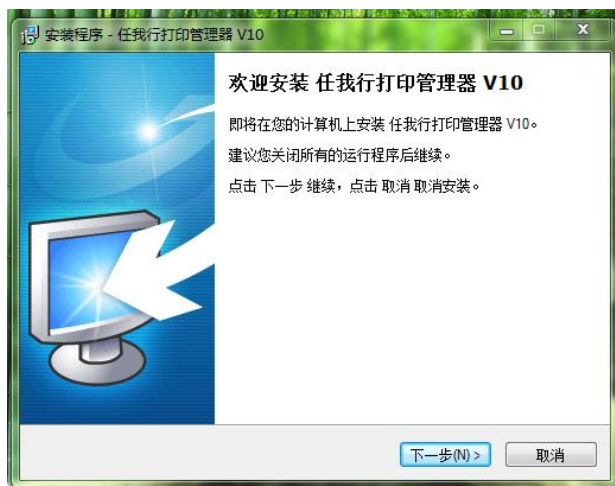 安装程序 - 任我行打印管理器 V10
欢迎安装 任我行打印管理器 V10
即将在您的计算机上安装 任我行打印管理器 V10。
建议您关闭所有的运行程序后继续。
点击 下一步 继续，点击 取消 取消安装。
下一步(N) >
取消